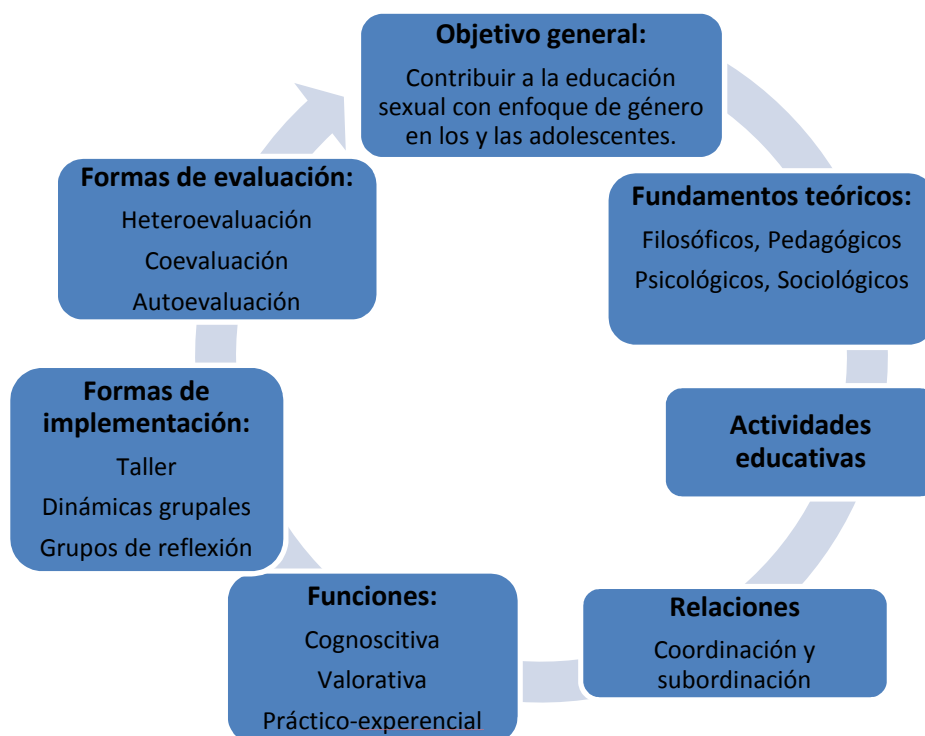 Objetivo general:
Contribuir a la educación
sexual con enfoque de género
en los y las adolescentes.
Fundamentos teóricos:
Filosóficos, Pedagógicos
Psicológicos, Sociológicos
Actividades
educativas
Relaciones
Coordinación y
subordinación
Funciones:
Cognoscitiva
Valorativa
Práctico-experencial
Formas de
implementación:
Taller
Dinámicas grupales
Grupos de reflexión
Formas de evaluación:
Heteroevaluación
Coevaluación
Autoevaluación